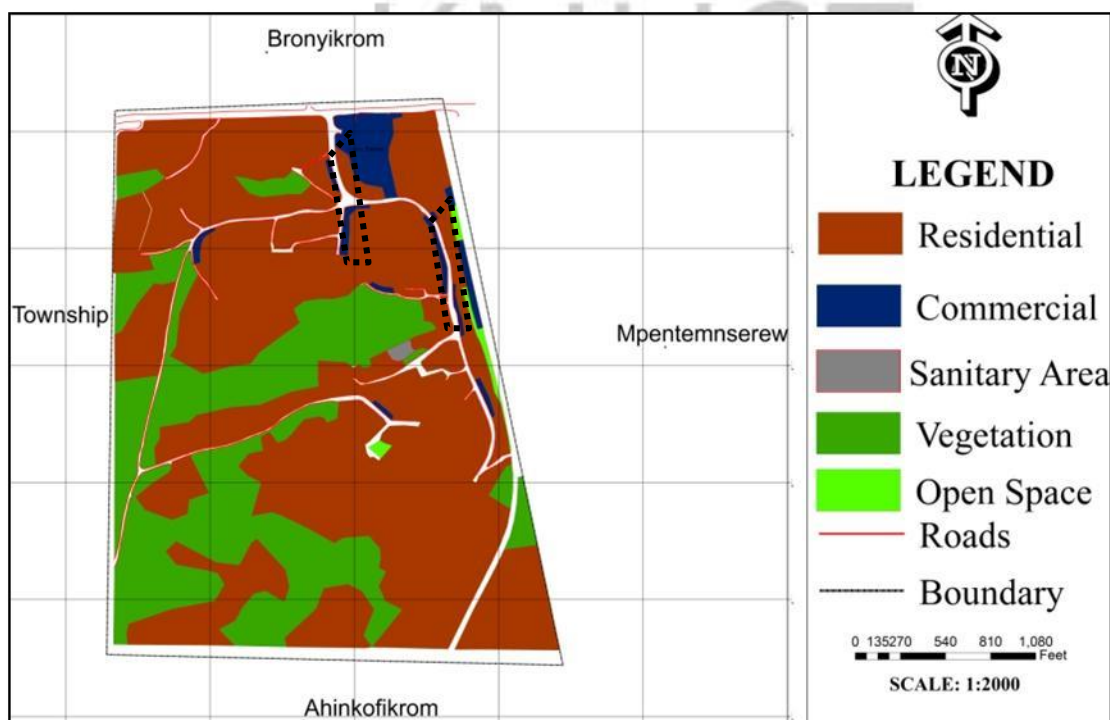 Bronyikrom
N
LEGEND
Residential
Commercial
Township
Mpentemnserew
Sanitary Area
Vegetation
Open Space
Roads
Boundary
0 135270 540 810 1,080
Feet
SCALE: 1:2000
Ahinkofikrom